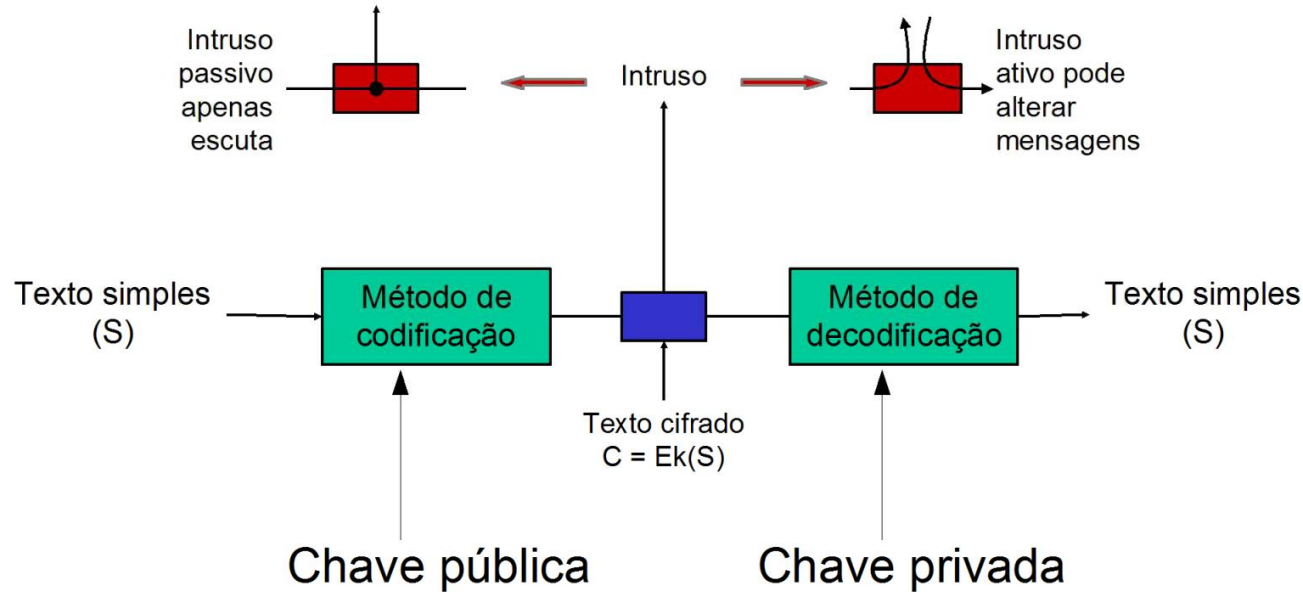 Intruso
passivo
apenas
escuta
Intruso
Intruso
ativo pode
alterar
mensagens
Texto simples
(S)
Método de
codificação
Método de
decodificação
Texto simples
(S)
Texto cifrado
C = Ek(S)
Chave pública
Chave privada